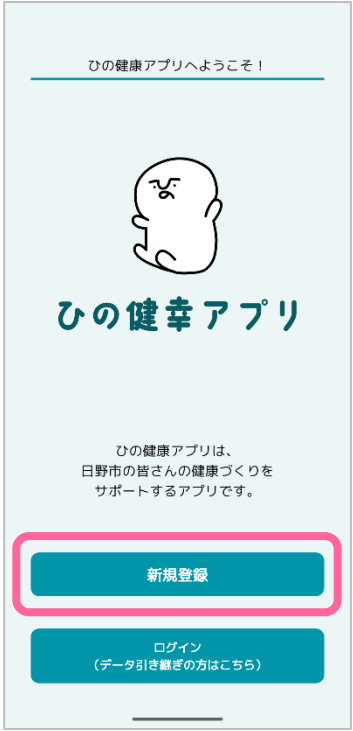 ひの健康アプリへようこそ！
ひの健幸アプリ
ひの健康アプリは、
日野市の皆さんの健康づくりを
サポートするアプリです。
新規登録
ログイン
（データ引き継ぎの方はこちら）